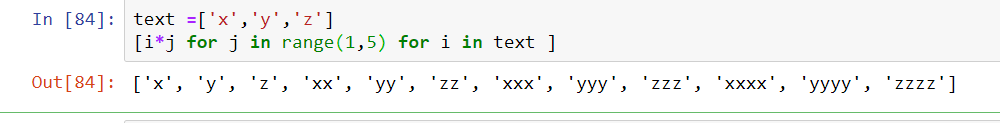 In [84]: text =['x','y','z']
[i*j for j in range(1,5) for i in text ]
Out[84]: ['x', 'y', 'z', 'xx', 'yy', 'zz', 'xxx', 'yyy', 'zzz', 'xxxx', 'yyyy', 'zzzz']